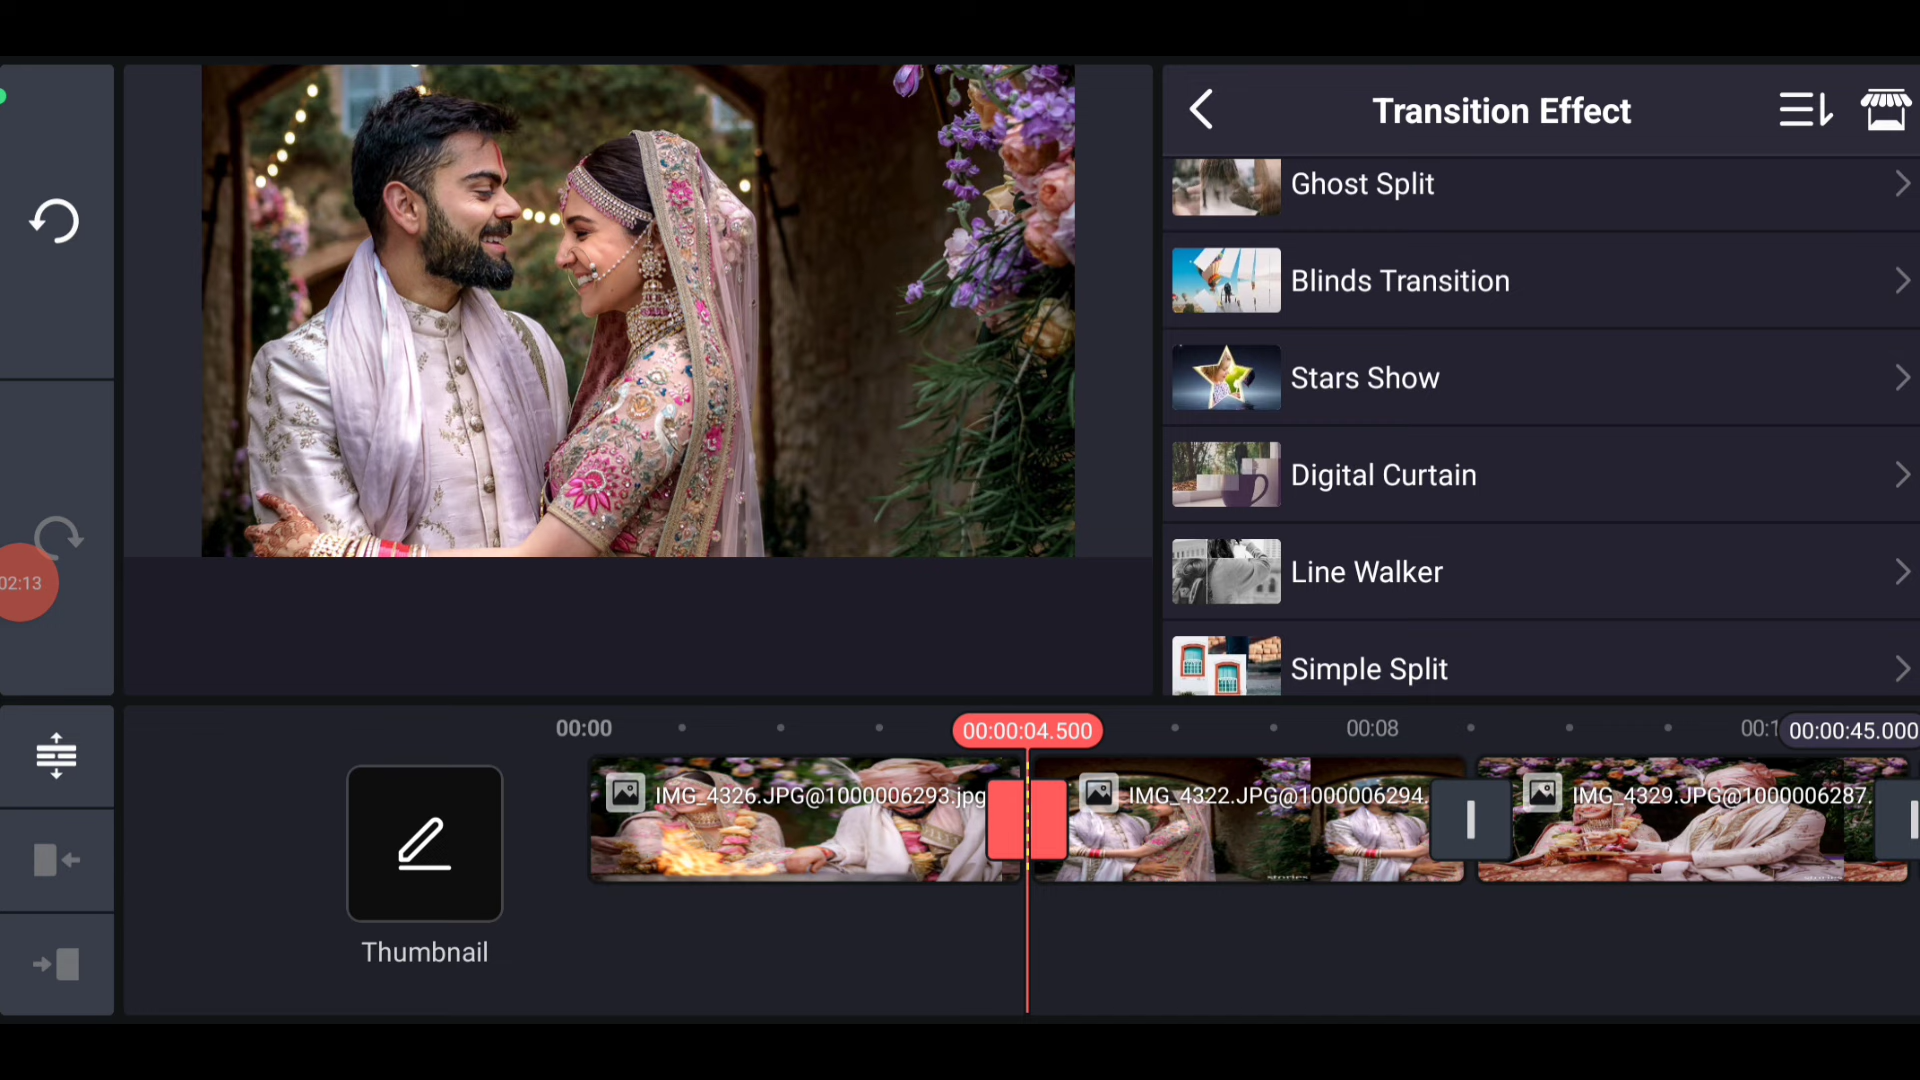 Transition Effect
Ghost Split
Blinds Transition
Stars Show
Digital Curtain
Line Walker
Simple Split
02:13
00:00
00:00:04.500
00:08
00:1
00:00:45.000
IMG_4326.JPG@1000006293.jpg
IMG_4322.JPG@1000006294.
IMG_4329.JPG@1000006287.
Thumbnail